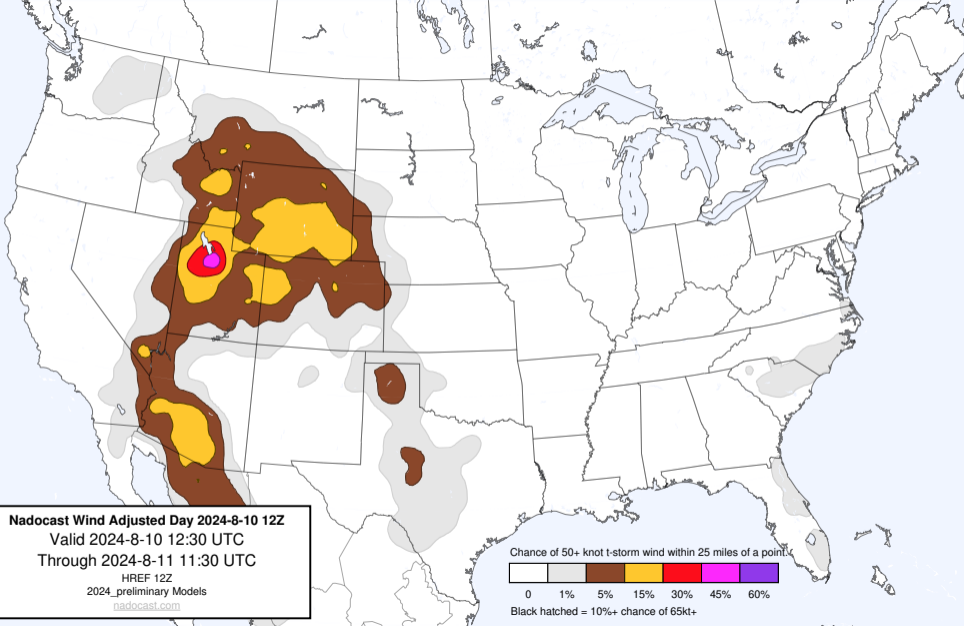 Nadocast Wind Adjusted Day 2024-8-10 12Z
Valid 2024-8-10 12:30 UTC
Through 2024-8-11 11:30 UTC
HREF 12Z
2024_preliminary Models
nadocast.com
Chance of 50+ knot t-storm wind within 25 miles of a point.
0 1% 5% 15% 30% 45% 60%
Black hatched = 10%+ chance of 65kt+